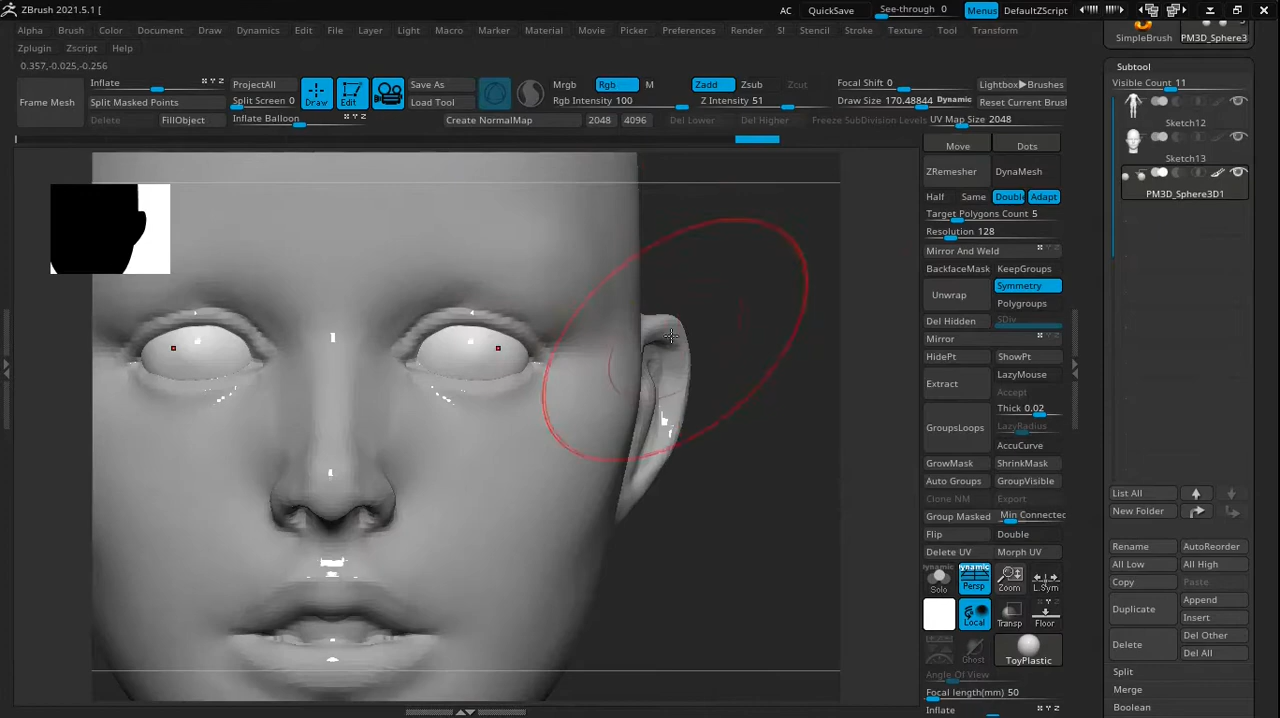 ZBrush 2021.5.1 [
AC QuickSave See-through 0 Menus DefaultZScript
Alpha Brush Color Document Draw Dynamics Edit File Layer Light Macro Marker Material Movie Picker Preferences Render S! Stencil Stroke Texture Tool Transform
Zplugin Zscript Help
0.357,-0.025,-0.256
Frame Mesh
Inflate
Split Masked Points
Delete FillObject
ProjectAll
Split Screen 0
Inflate Balloon
Draw
Edit
Save As
Load Tool
Create NormalMap
Mrgb Rgb M
Rgb Intensity 100
2048 4096
Zadd Zsub Zcut
Z Intensity 51
Del Lower Del Higher
Focal Shift 0
Draw Size 170.48844 Dynamic
Freeze SubDivision Levels
Lightbox▶Brushes
Reset Current Brush
UV Map Size 2048
Move Dots
ZRemesher DynaMesh
Half Same Double Adapt
Target Polygons Count 5
Resolution 128
Mirror And Weld
BackfaceMask KeepGroups
Unwrap
Symmetry
Polygroups
Del Hidden SDiv
Mirror
HidePt ShowPt
Extract
LazyMouse
Accept
Thick 0.02
GroupsLoops
LazyRadius
AccuCurve
GrowMask ShrinkMask
Auto Groups GroupVisible
Clone NM Export
Group Masked Min Connected
Flip Double
Delete UV Morph UV
Dynamic
Solo
Dynamic
Persp
Zoom
L.Sym
Local
Transp
Floor
Ghost
ToyPlastic
Angle Of View
Focal length(mm) 50
Inflate
SimpleBrush PM3D_Sphere3
Subtool
Visible Count 11
Sketch12
Sketch13
PM3D_Sphere3D1
List All
New Folder
Rename AutoReorder
All Low All High
Copy Paste
Duplicate
Append
Insert
Delete
Del Other
Del All
Split
Merge
Boolean